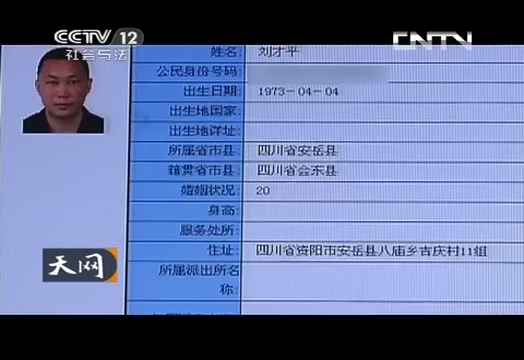 CCTV 12
社会与法
CNTV
姓名: 刘才平
公民身份号码:
出生日期: 1973-04-04
出生地国家:
出生地详址:
所属省市县: 四川省安岳县
籍贯省市县: 四川省会东县
婚姻状况: 20
身高:
服务处所:
住址: 四川省资阳市安岳县八庙乡吉庆村11组
所属派出所名
称:
天网